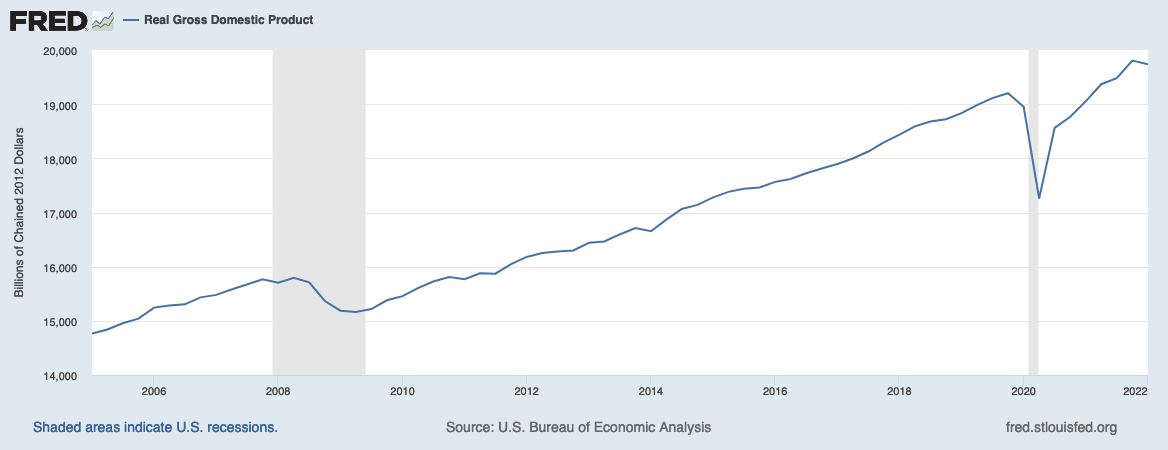 FRED
Real Gross Domestic Product
Billions of Chained 2012 Dollars
20,000
19,000
18,000
17,000
16,000
15,000
14,000
2006 2008 2010 2012 2014 2016 2018 2020 2022
Shaded areas indicate U.S. recessions. Source: U.S. Bureau of Economic Analysis fred.stlouisfed.org